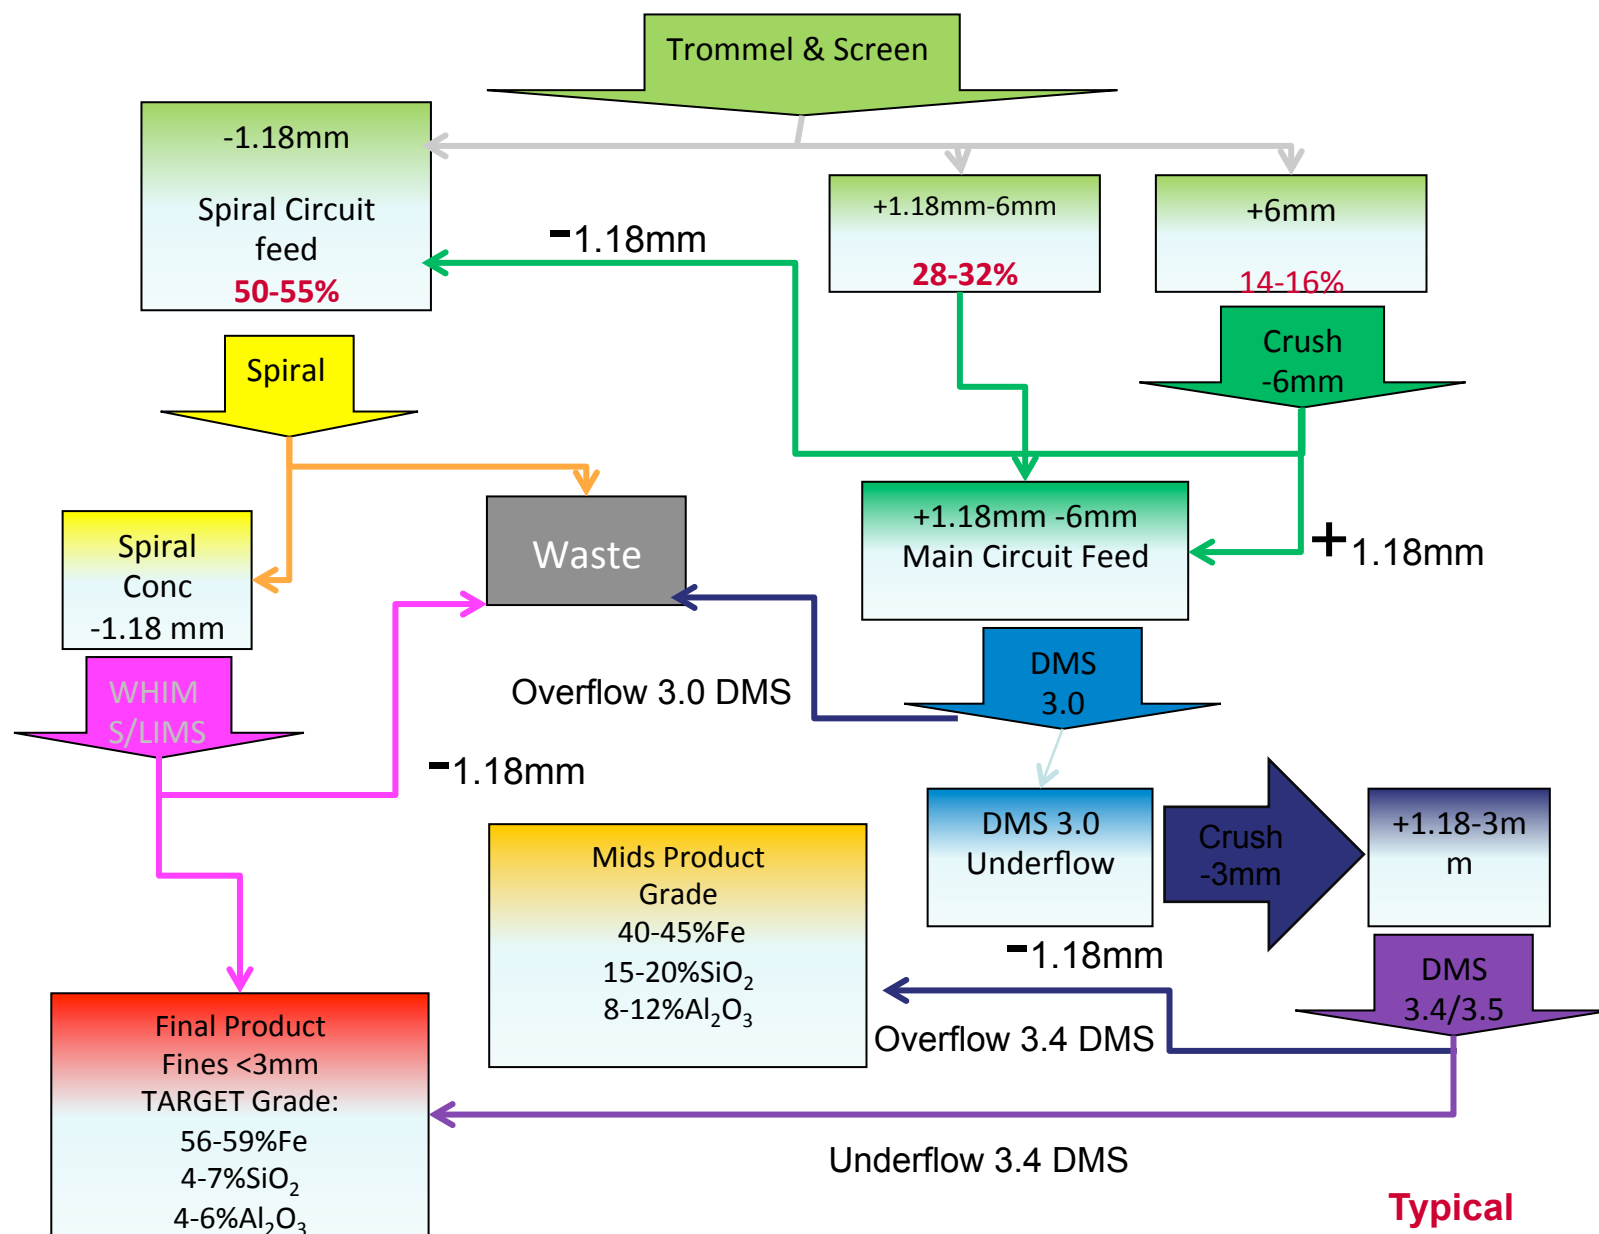 Trommel & Screen
-1.18mm
Spiral Circuit
feed
50-55%
+1.18mm-6mm
28-32%
+6mm
14-16%
-1.18mm
Spiral
Crush
-6mm
Spiral
Conc
-1.18 mm
Waste
+1.18mm -6mm
Main Circuit Feed
+1.18mm
WHIM
S/LIMS
Overflow 3.0 DMS
DMS
3.0
-1.18mm
Mids Product
Grade
40-45%Fe
15-20%SiO₂
8-12%Al₂O₃
DMS 3.0
Underflow
Crush
-3mm
+1.18-3m
m
-1.18mm
DMS
3.4/3.5
Overflow 3.4 DMS
Final Product
Fines <3mm
TARGET Grade:
56-59%Fe
4-7%SiO₂
4-6%Al₂O₃
Underflow 3.4 DMS
Typical